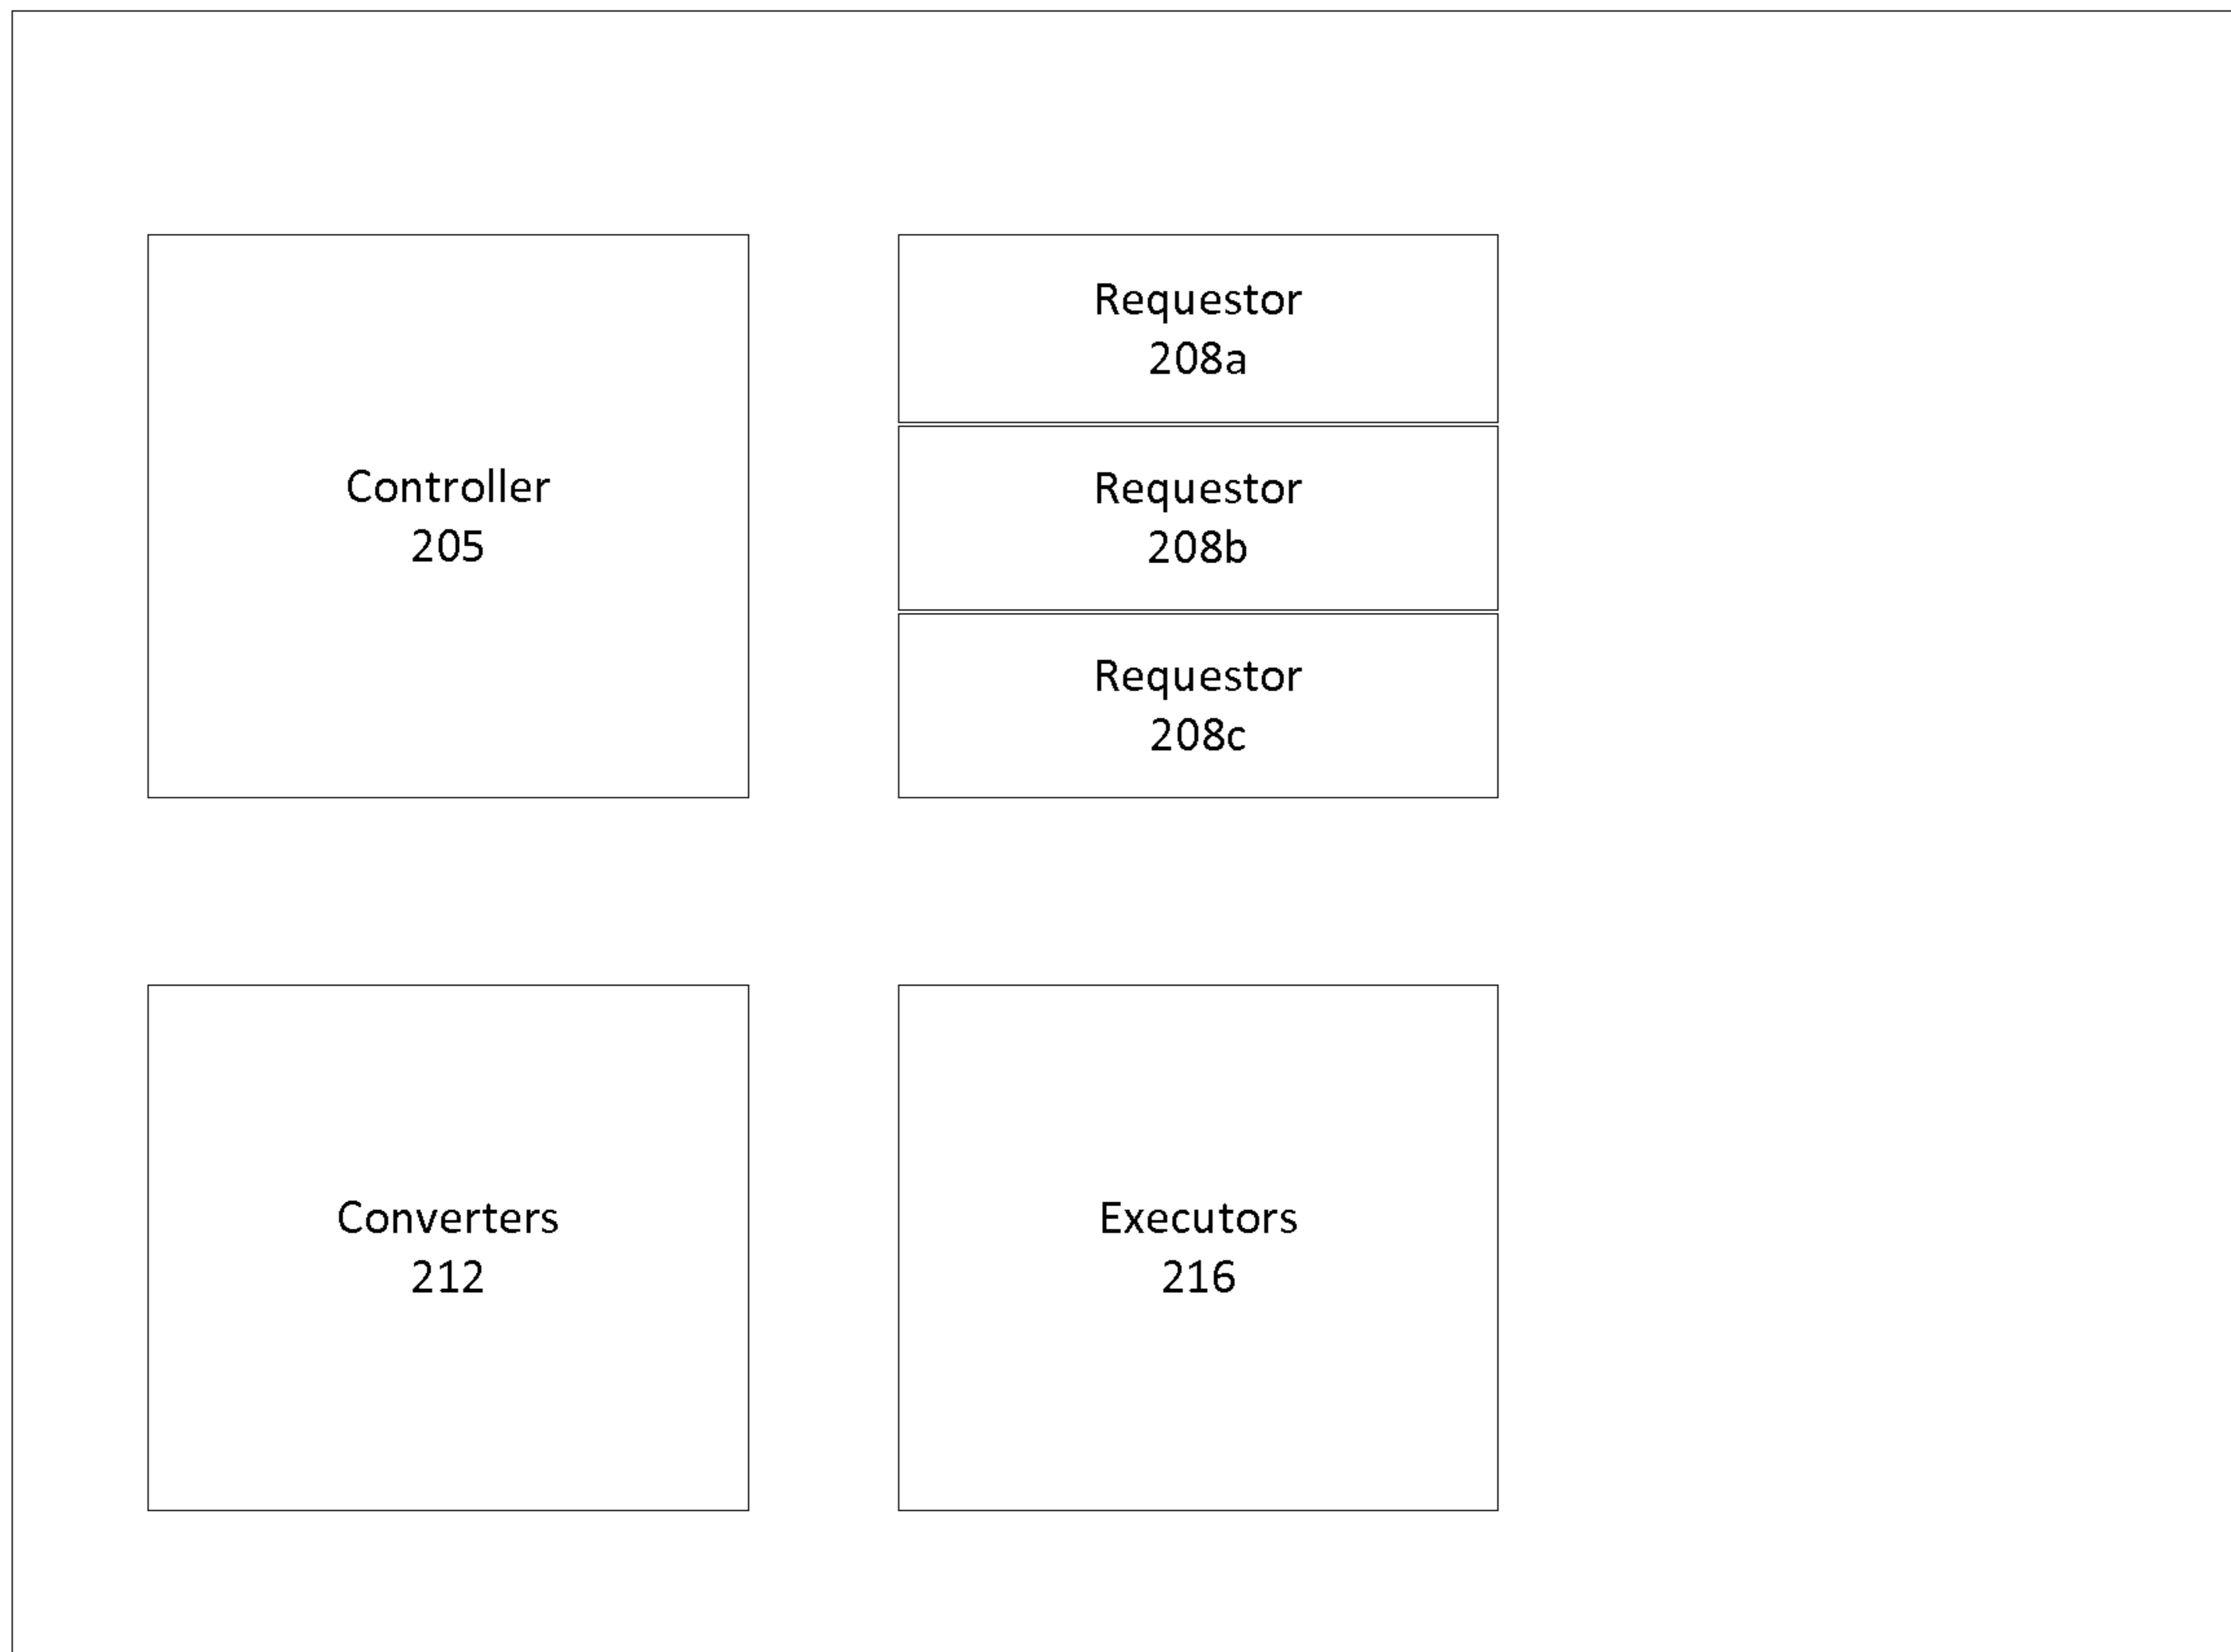 Controller
205
Requestor
208a
Requestor
208b
Requestor
208c
Converters
212
Executors
216